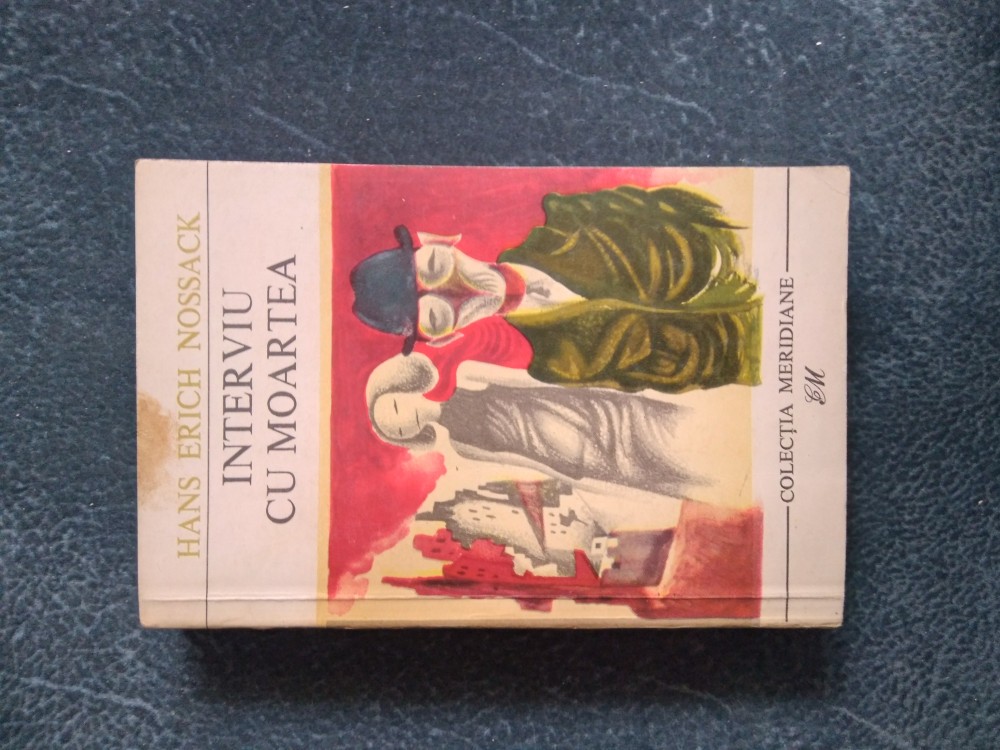 HANS ERICH NOSSACK
INTERVIU
CU MOARTEA
COLECȚIA MERIDIANE
CM